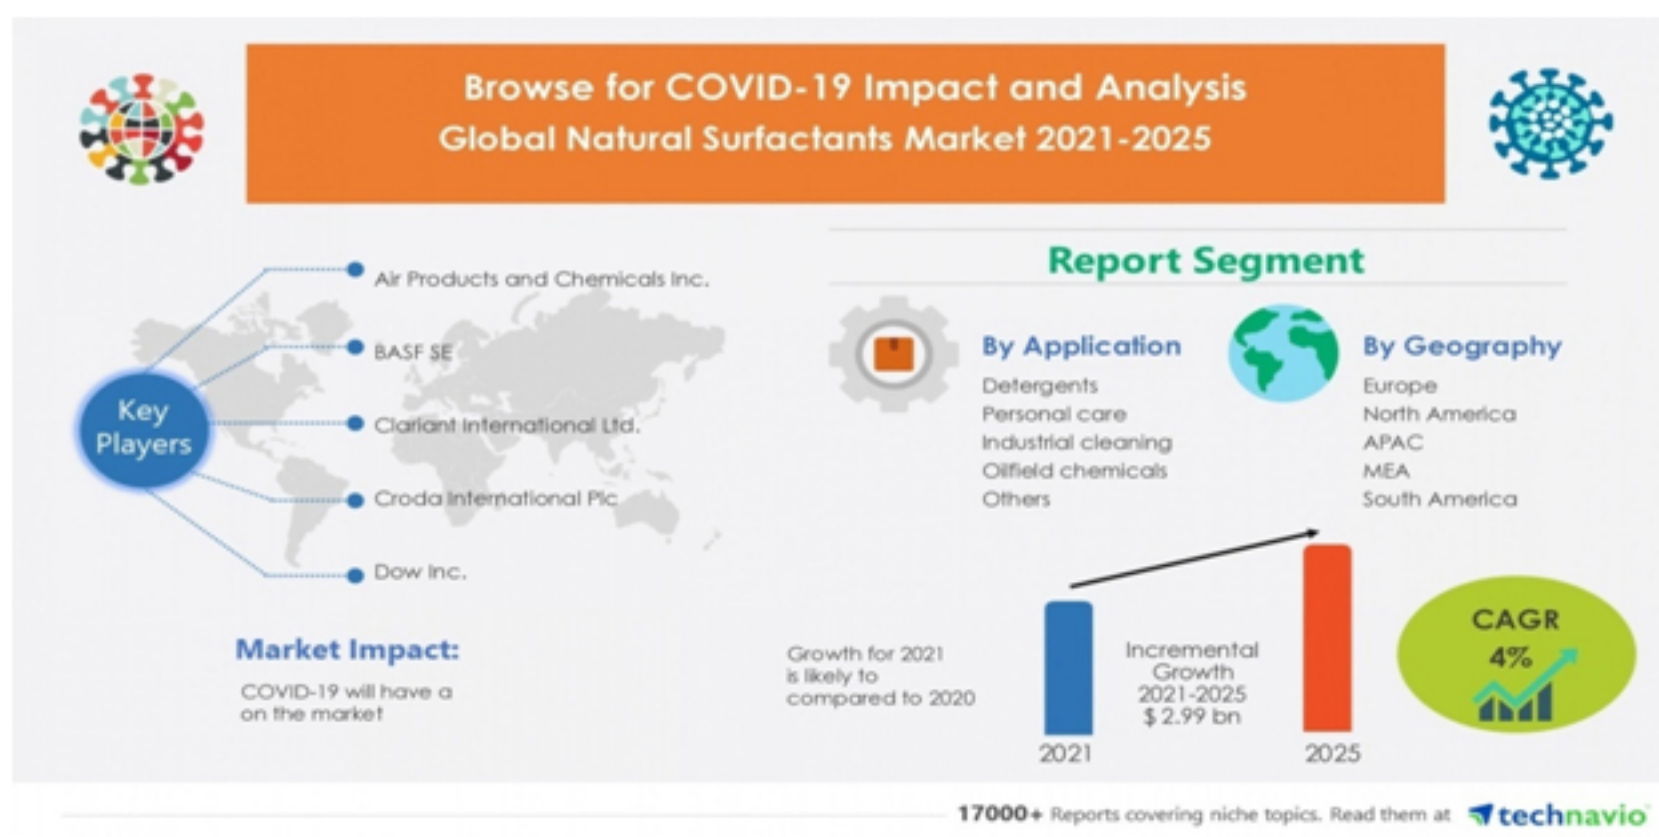 Browse for COVID-19 Impact and Analysis
Global Natural Surfactants Market 2021-2025
Key
Players
Air Products and Chemicals Inc.
BASF SE
Clariant International Ltd.
Croda International Plc
Dow Inc.
Market Impact:
COVID-19 will have a
on the market
Report Segment
By Application
Detergents
Personal care
Industrial cleaning
Oilfield chemicals
Others
By Geography
Europe
North America
APAC
MEA
South America
Growth for 2021
is likely to
compared to 2020
Incremental
Growth
2021-2025
$ 2.99 bn
2021
2025
CAGR
4%
17000+ Reports covering niche topics. Read them at
technavio